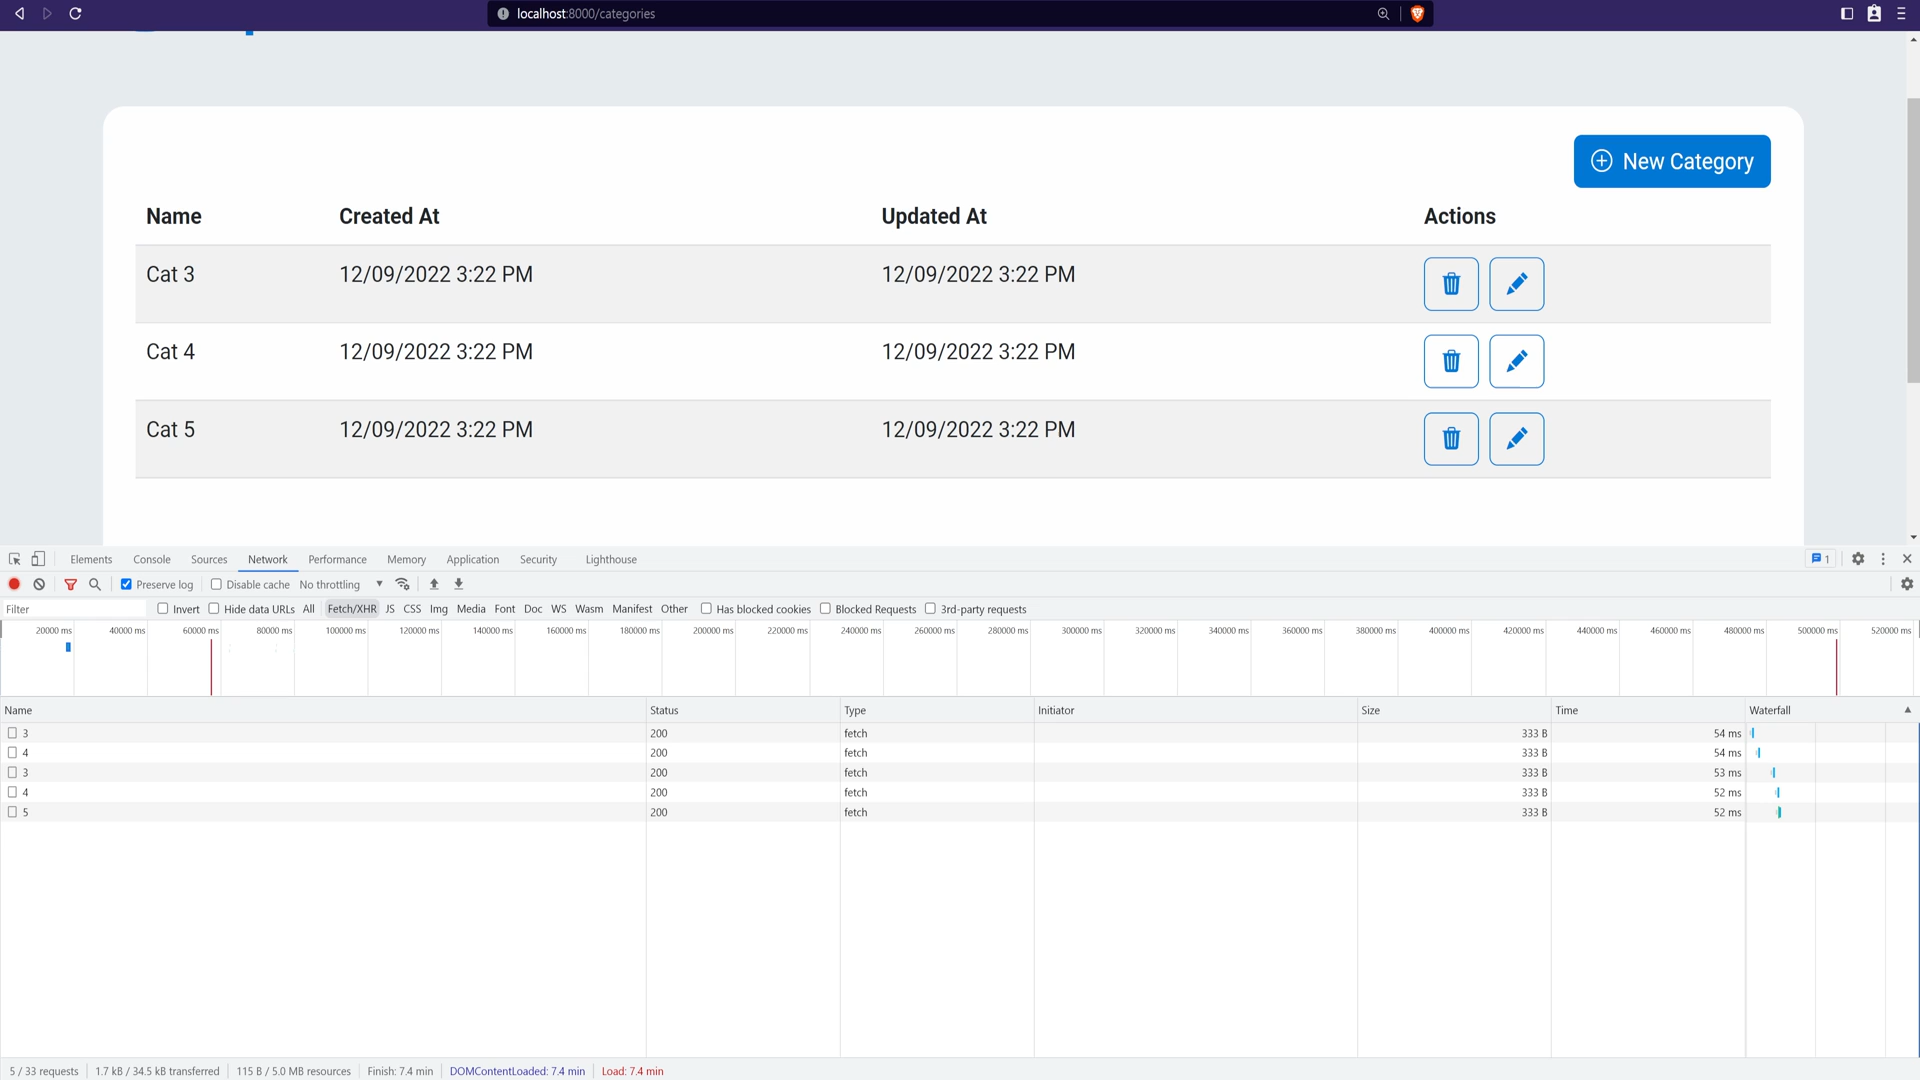 localhost:8000/categories
New Category
Name Created At Updated At Actions
Cat 3 12/09/2022 3:22 PM 12/09/2022 3:22 PM
Cat 4 12/09/2022 3:22 PM 12/09/2022 3:22 PM
Cat 5 12/09/2022 3:22 PM 12/09/2022 3:22 PM
Elements Console Sources Network Performance Memory Application Security Lighthouse 1
Preserve log Disable cache No throttling
Filter Invert Hide data URLs All Fetch/XHR JS CSS Img Media Font Doc WS Wasm Manifest Other Has blocked cookies Blocked Requests 3rd-party requests
20000 ms 40000 ms 60000 ms 80000 ms 100000 ms 120000 ms 140000 ms 160000 ms 180000 ms 200000 ms 220000 ms 240000 ms 260000 ms 280000 ms 300000 ms 320000 ms 340000 ms 360000 ms 380000 ms 400000 ms 420000 ms 440000 ms 460000 ms 480000 ms 500000 ms 520000 ms
Name Status Type Initiator Size Time Waterfall
3 200 fetch 333 B 54 ms
4 200 fetch 333 B 54 ms
3 200 fetch 333 B 53 ms
4 200 fetch 333 B 52 ms
5 200 fetch 333 B 52 ms
5 / 33 requests 1.7 kB / 34.5 kB transferred 115 B / 5.0 MB resources Finish: 7.4 min DOMContentLoaded: 7.4 min Load: 7.4 min